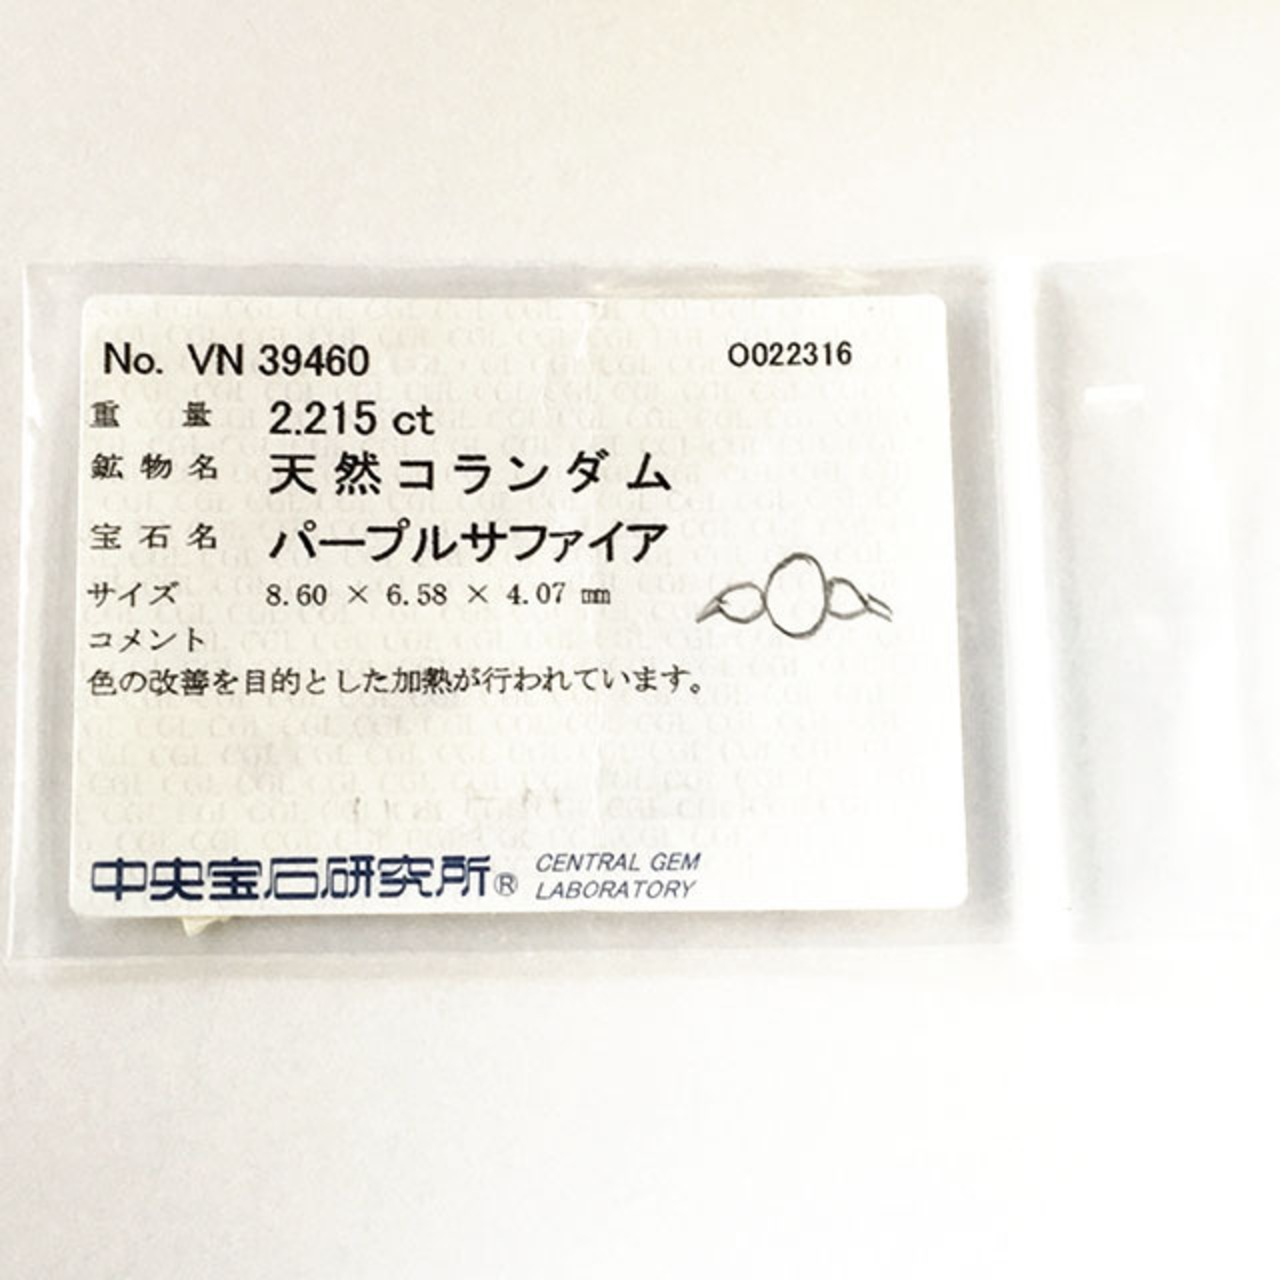 No. VN 39460 O022316
重量 2.215 ct
鉱物名 天然コランダム
宝石名 パープルサファイア
サイズ 8.60 × 6.58 × 4.07 ㎜
コメント
色の改善を目的とした加熱が行われています。
中央宝石研究所® CENTRAL GEM
LABORATORY